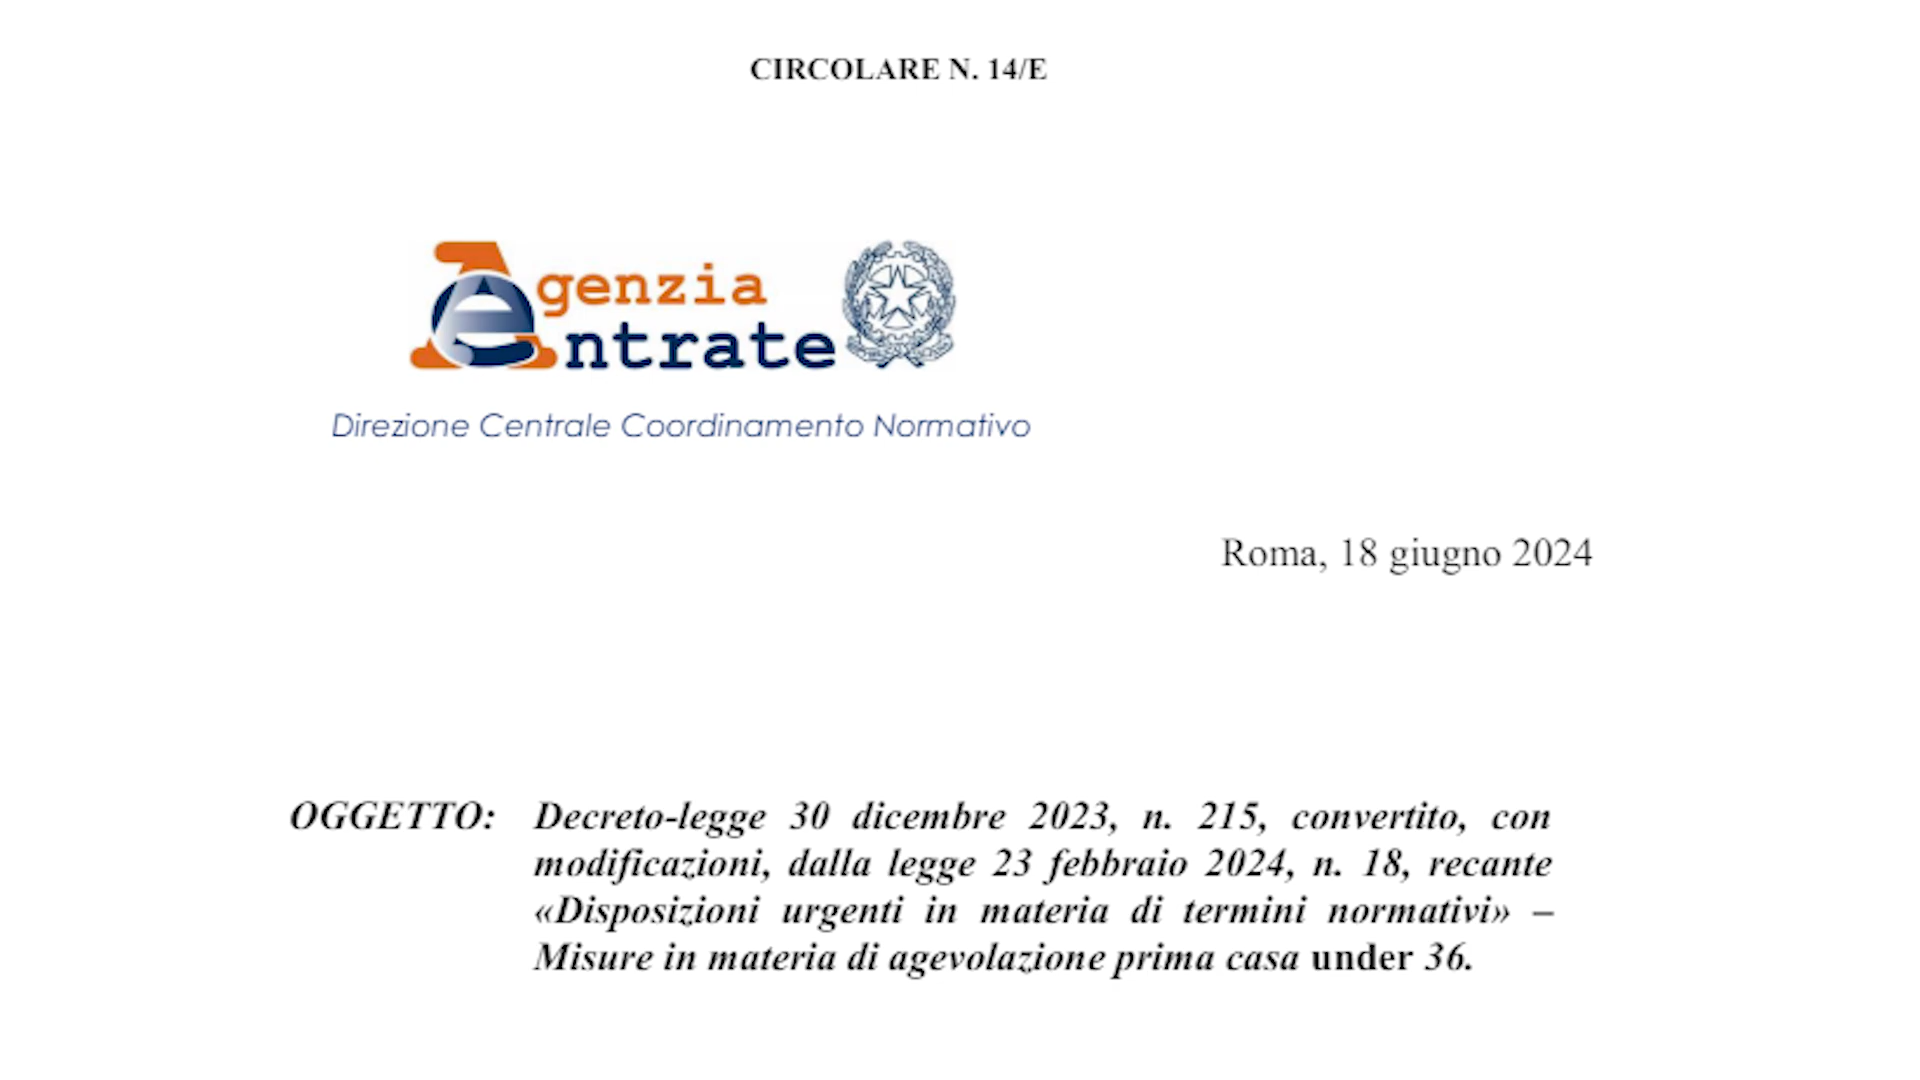 CIRCOLARE N. 14/E
Agenzia
entrate
Direzione Centrale Coordinamento Normativo
Roma, 18 giugno 2024
OGGETTO: Decreto-legge 30 dicembre 2023, n. 215, convertito, con
modificazioni, dalla legge 23 febbraio 2024, n. 18, recante
«Disposizioni urgenti in materia di termini normativi» –
Misure in materia di agevolazione prima casa under 36.